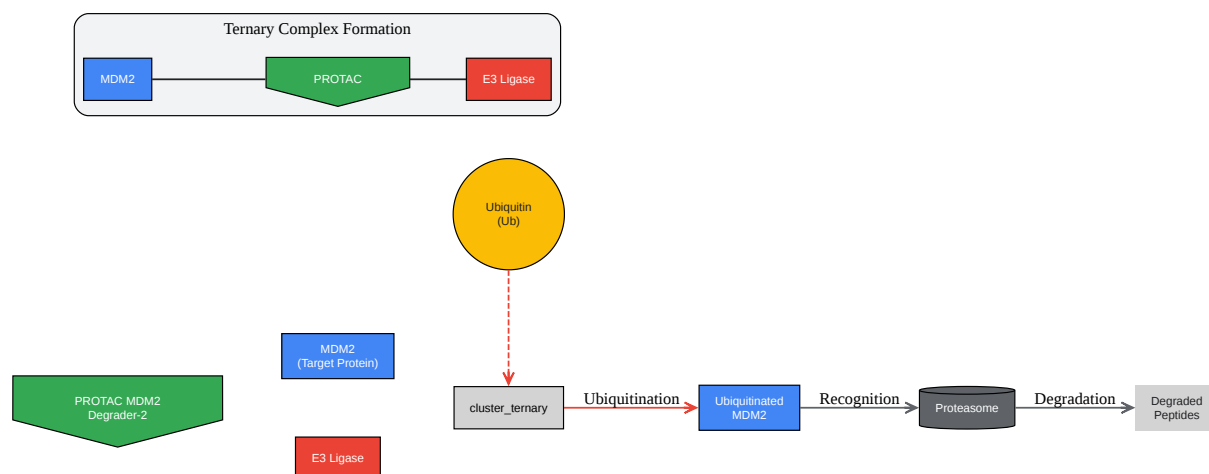 Ternary Complex Formation
MDM2
PROTAC
E3 Ligase
Ubiquitin
(Ub)
MDM2
(Target Protein)
PROTAC MDM2
Degrader-2
E3 Ligase
cluster_ternary
Ubiquitination
Ubiquitinated
MDM2
Recognition
Proteasome
Degradation
Degraded
Peptides